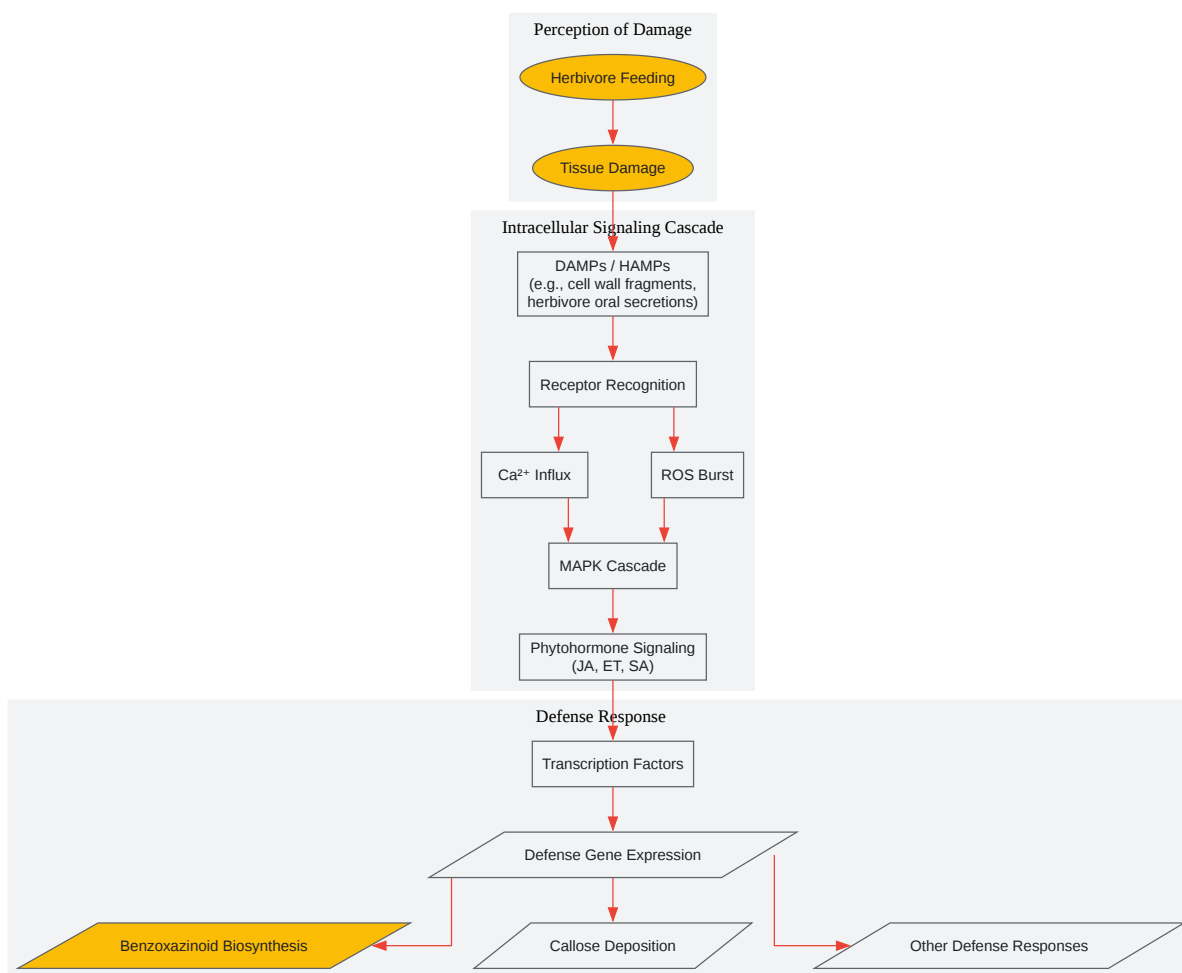 Perception of Damage
Herbivore Feeding
Tissue Damage
Intracellular Signaling Cascade
DAMPs / HAMPs
(e.g., cell wall fragments,
herbivore oral secretions)
Receptor Recognition
Ca²⁺ Influx
ROS Burst
MAPK Cascade
Phytohormone Signaling
(JA, ET, SA)
Defense Response
Transcription Factors
Defense Gene Expression
Benzoxazinoid Biosynthesis
Callose Deposition
Other Defense Responses